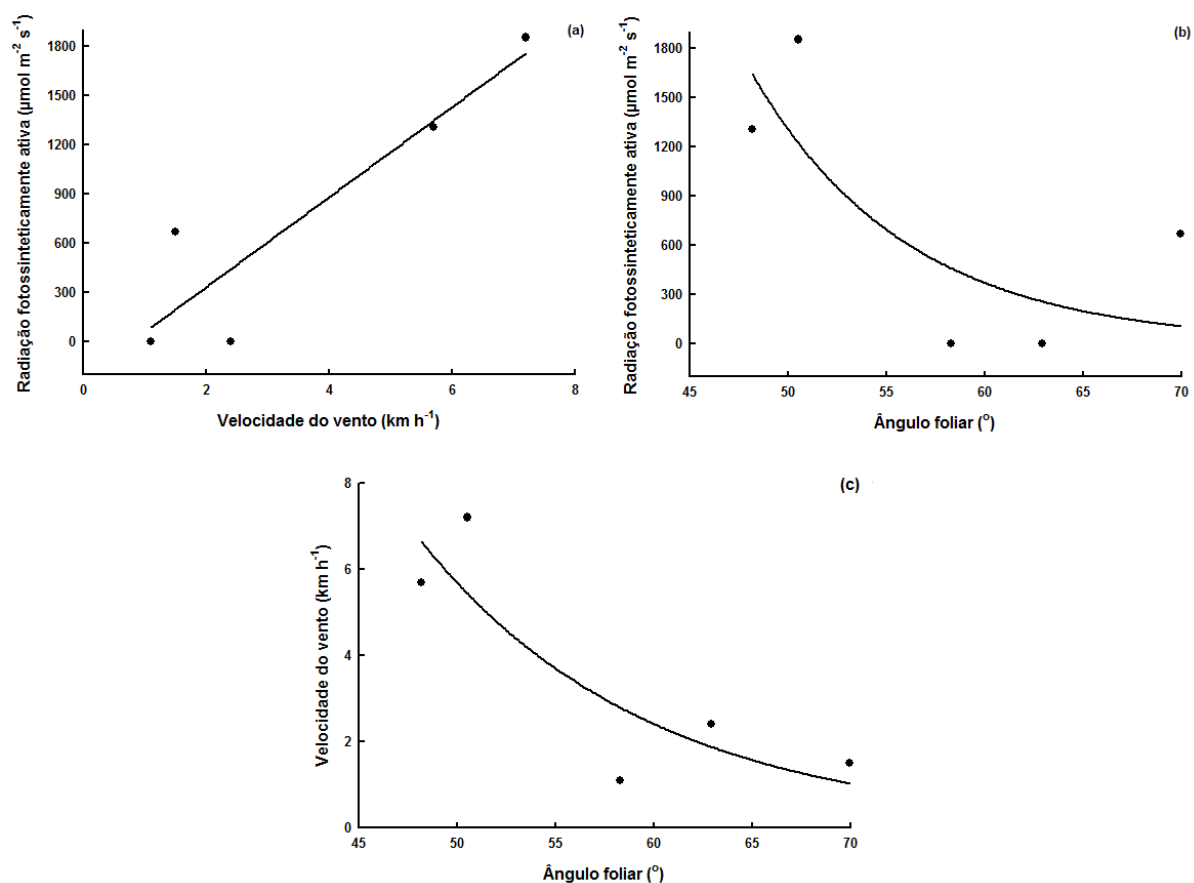 (a)
Radiação fotossinteticamente ativa (µmol m⁻² s⁻¹)
1800
1500
1200
900
600
300
0
0 2 4 6 8
Velocidade do vento (km h⁻¹)
(b)
Radiação fotossinteticamente ativa (µmol m⁻² s⁻¹)
1800
1500
1200
900
600
300
0
45 50 55 60 65 70
Ângulo foliar (º)
(c)
Velocidade do vento (km h⁻¹)
8
6
4
2
0
45 50 55 60 65 70
Ângulo foliar (º)